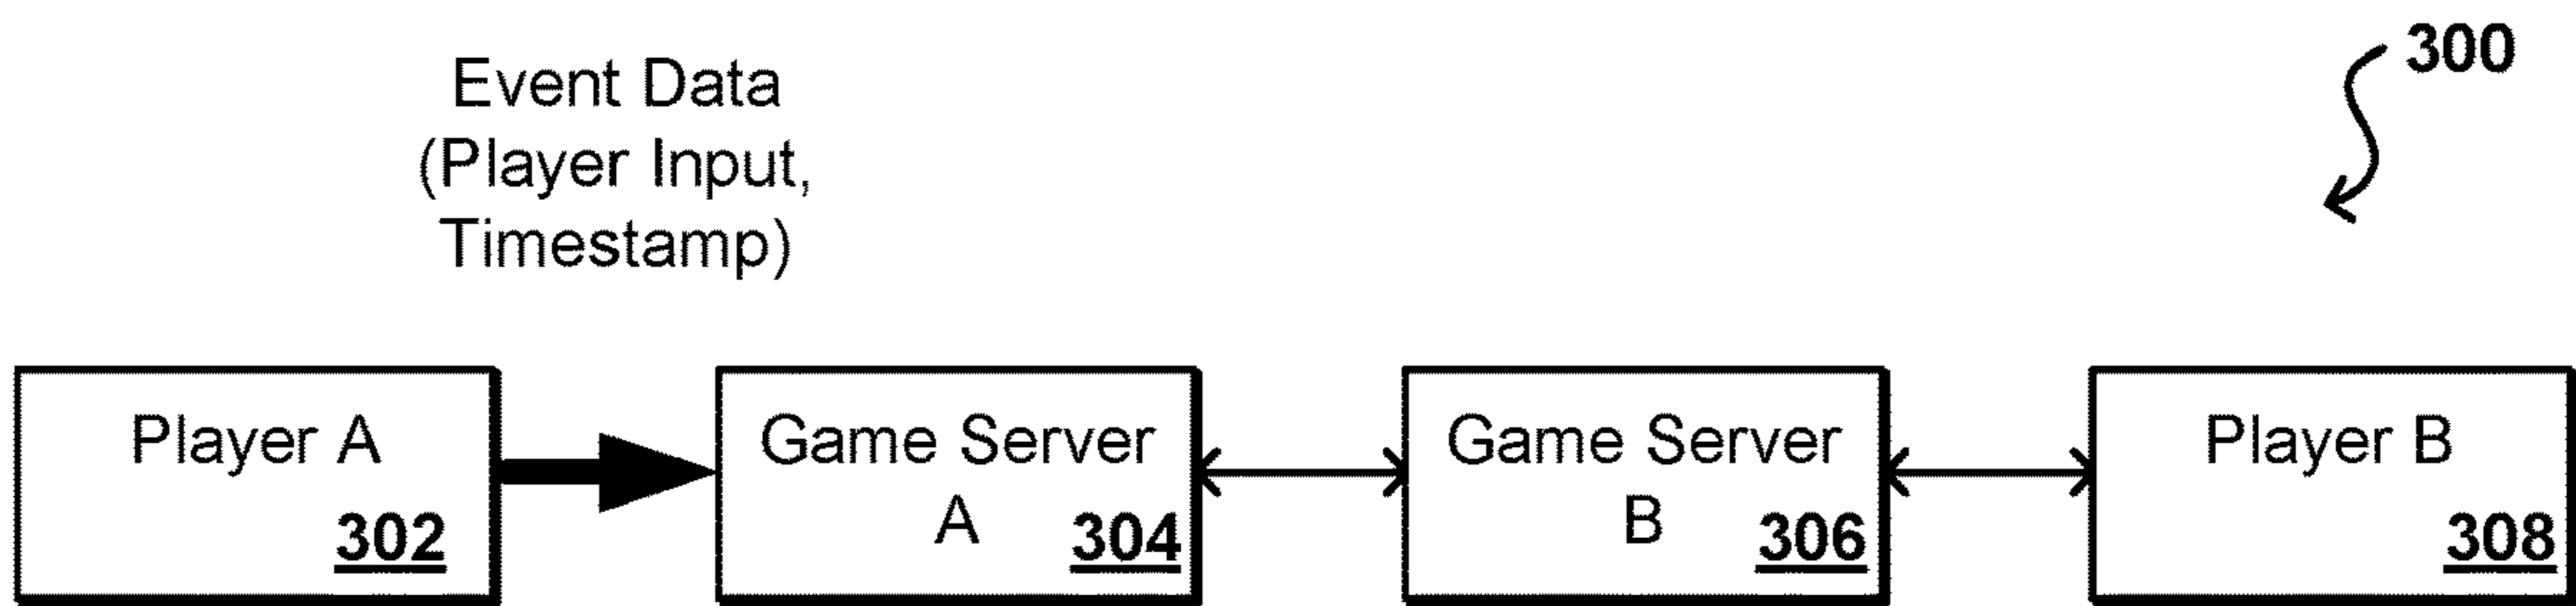 Event Data
(Player Input,
Timestamp)
300
Player A
302
Game Server
A
304
Game Server
B
306
Player B
308